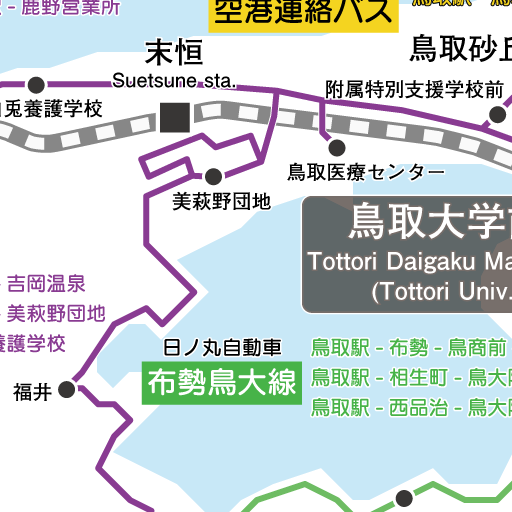 - 鹿野営業所
空港連絡バス
末恒
Suetsune sta.
鳥取砂丘
附属特別支援学校前
兎養護学校
鳥取医療センター
美萩野団地
鳥取大学前
Tottori Daigaku Ma
(Tottori Univ.
吉岡温泉
- 美萩野団地
養護学校
日ノ丸自動車
布勢鳥大線
鳥取駅 - 布勢 - 鳥商前
鳥取駅 - 相生町 - 鳥大
鳥取駅 - 西品治 - 鳥大
福井